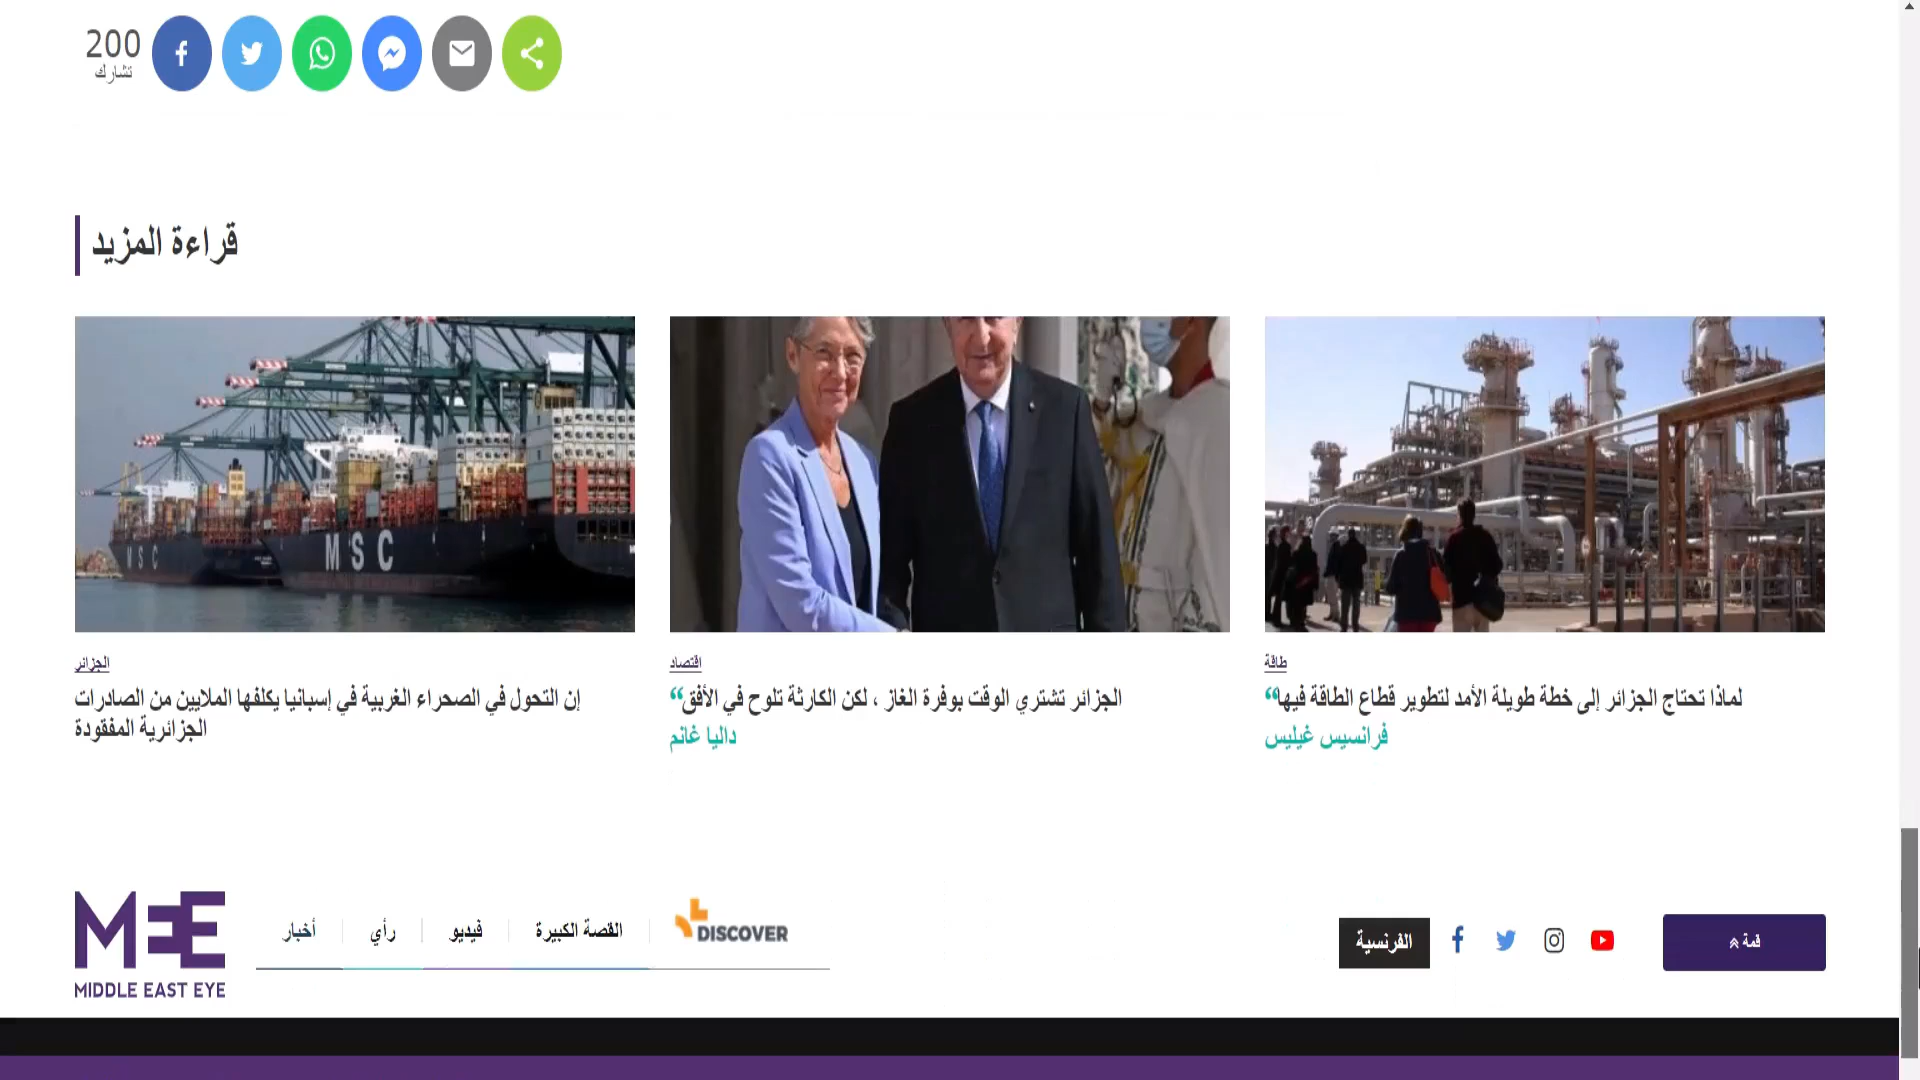 200
تشارك
قراءة المزيد
M S C
M S C
الجزائر
إن التحول في الصحراء الغربية في إسبانيا يكلفها الملايين من الصادرات
الجزائرية المفقودة
اقتصاد
“الجزائر تشتري الوقت بوفرة الغاز ، لكن الكارثة تلوح في الأفق
داليا غانم
طاقة
“لماذا تحتاج الجزائر إلى خطة طويلة الأمد لتطوير قطاع الطاقة فيها
فرانسيس غيليس
MEE
MIDDLE EAST EYE
أخبار
رأي
فيديو
القصة الكبيرة
DISCOVER
الفرنسية
قمة